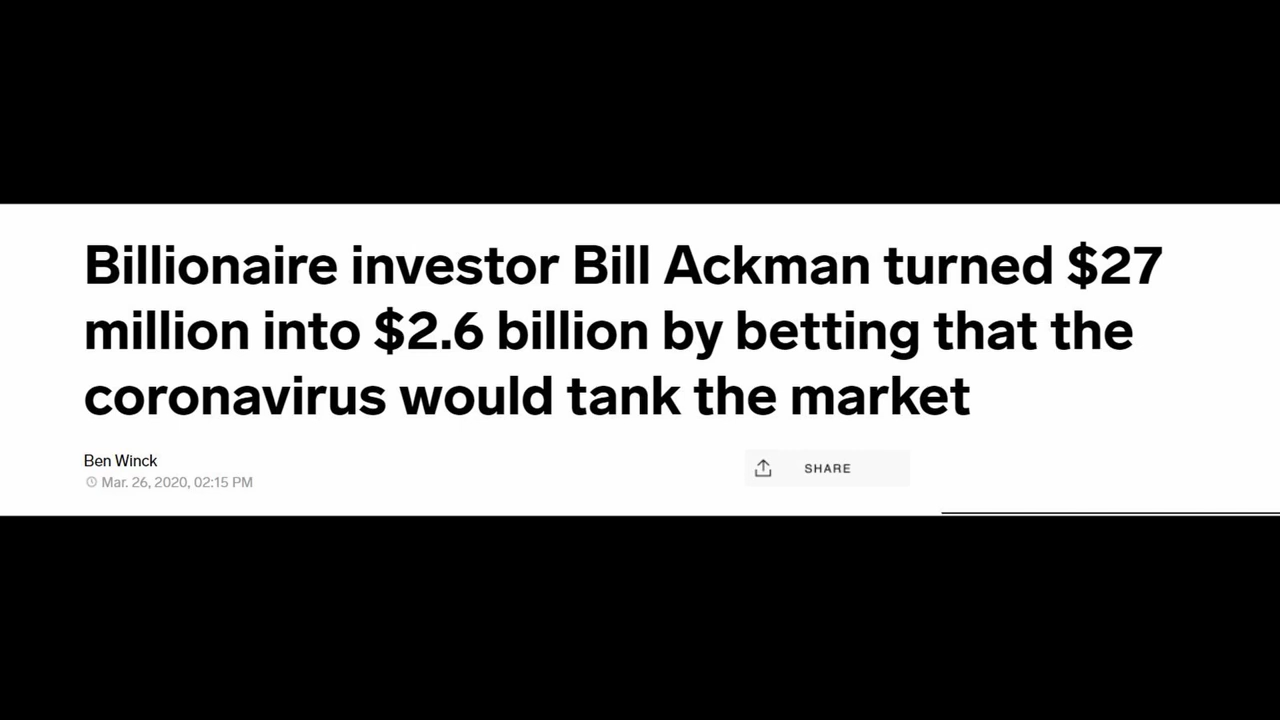 Billionaire investor Bill Ackman turned $27
million into $2.6 billion by betting that the
coronavirus would tank the market
Ben Winck
SHARE
Mar. 26, 2020, 02:15 PM